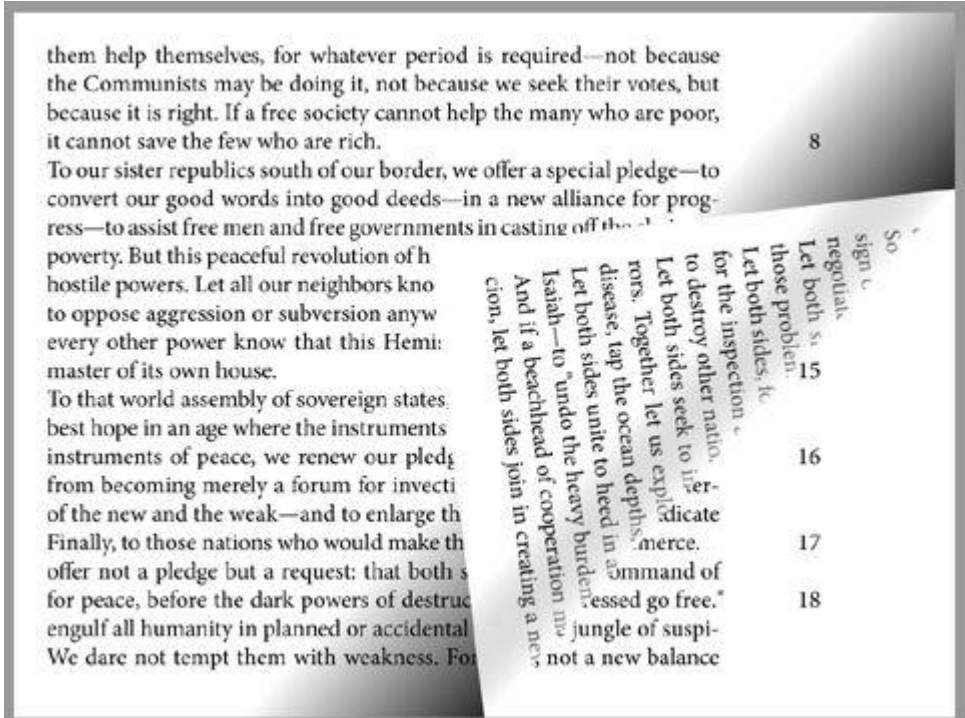 them help themselves, for whatever period is required—not because
the Communists may be doing it, not because we seek their votes, but
because it is right. If a free society cannot help the many who are poor,
it cannot save the few who are rich. 8
To our sister republics south of our border, we offer a special pledge—to
convert our good words into good deeds—in a new alliance for prog-
ress—to assist free men and free governments in casting off
poverty. But this peaceful revolution of h
hostile powers. Let all our neighbors kno
to oppose aggression or subversion anyw
every other power know that this Hemi
master of its own house.
To that world assembly of sovereign states
best hope in an age where the instruments
instruments of peace, we renew our pledg
from becoming merely a forum for invecti
of the new and the weak—and to enlarge th
Finally, to those nations who would make th
offer not a pledge but a request: that both s
for peace, before the dark powers of destruc
engulf all humanity in planned or accidental
We dare not tempt them with weakness. For
So
sign
negotiat
Let both s
those problem
Let both sides, fo
for the inspection
to destroy other natio
Let both sides seek to in
rors. Together let us explo
disease, tap the ocean depths,
Let both sides unite to heed in a
Isaiah—to "undo the heavy burden
And if a beachhead of cooperation m
cion, let both sides join in creating a new
15
16
er-
dicate
merce. 17
ommand of
essed go free." 18
jungle of suspi-
not a new balance